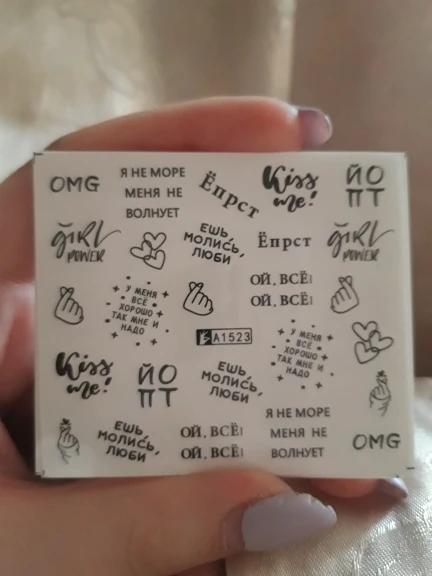 OMG
Я НЕ МОРЕ
МЕНЯ НЕ
ВОЛНУЕТ
Ёпрст
Kiss
me!
ЙО
ПТ
GIRL
POWER
ЕШЬ
МОЛИСЬ,
ЛЮБИ
Ёпрст
GIRL
POWER
ОЙ, ВСЁ!
ОЙ, ВСЁ!
У МЕНЯ
ВСЁ
ХОРОШО
ТАК МНЕ И
НАДО
A1523
У МЕНЯ
ВСЁ
ХОРОШО
ТАК МНЕ И
НАДО
Kiss
me!
ЙО
ПТ
ЕШЬ
МОЛИСЬ,
ЛЮБИ
ЕШЬ
МОЛИСЬ,
ЛЮБИ
ОЙ, ВСЁ!
ОЙ, ВСЁ!
Я НЕ МОРЕ
МЕНЯ НЕ
ВОЛНУЕТ
OMG